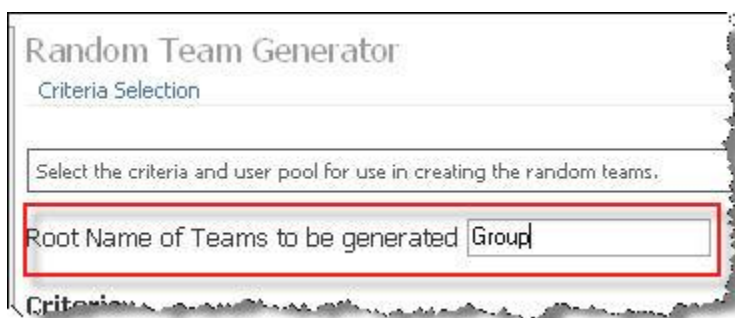 Random Team Generator
Criteria Selection
Select the criteria and user pool for use in creating the random teams.
Root Name of Teams to be generated Group
Criteria